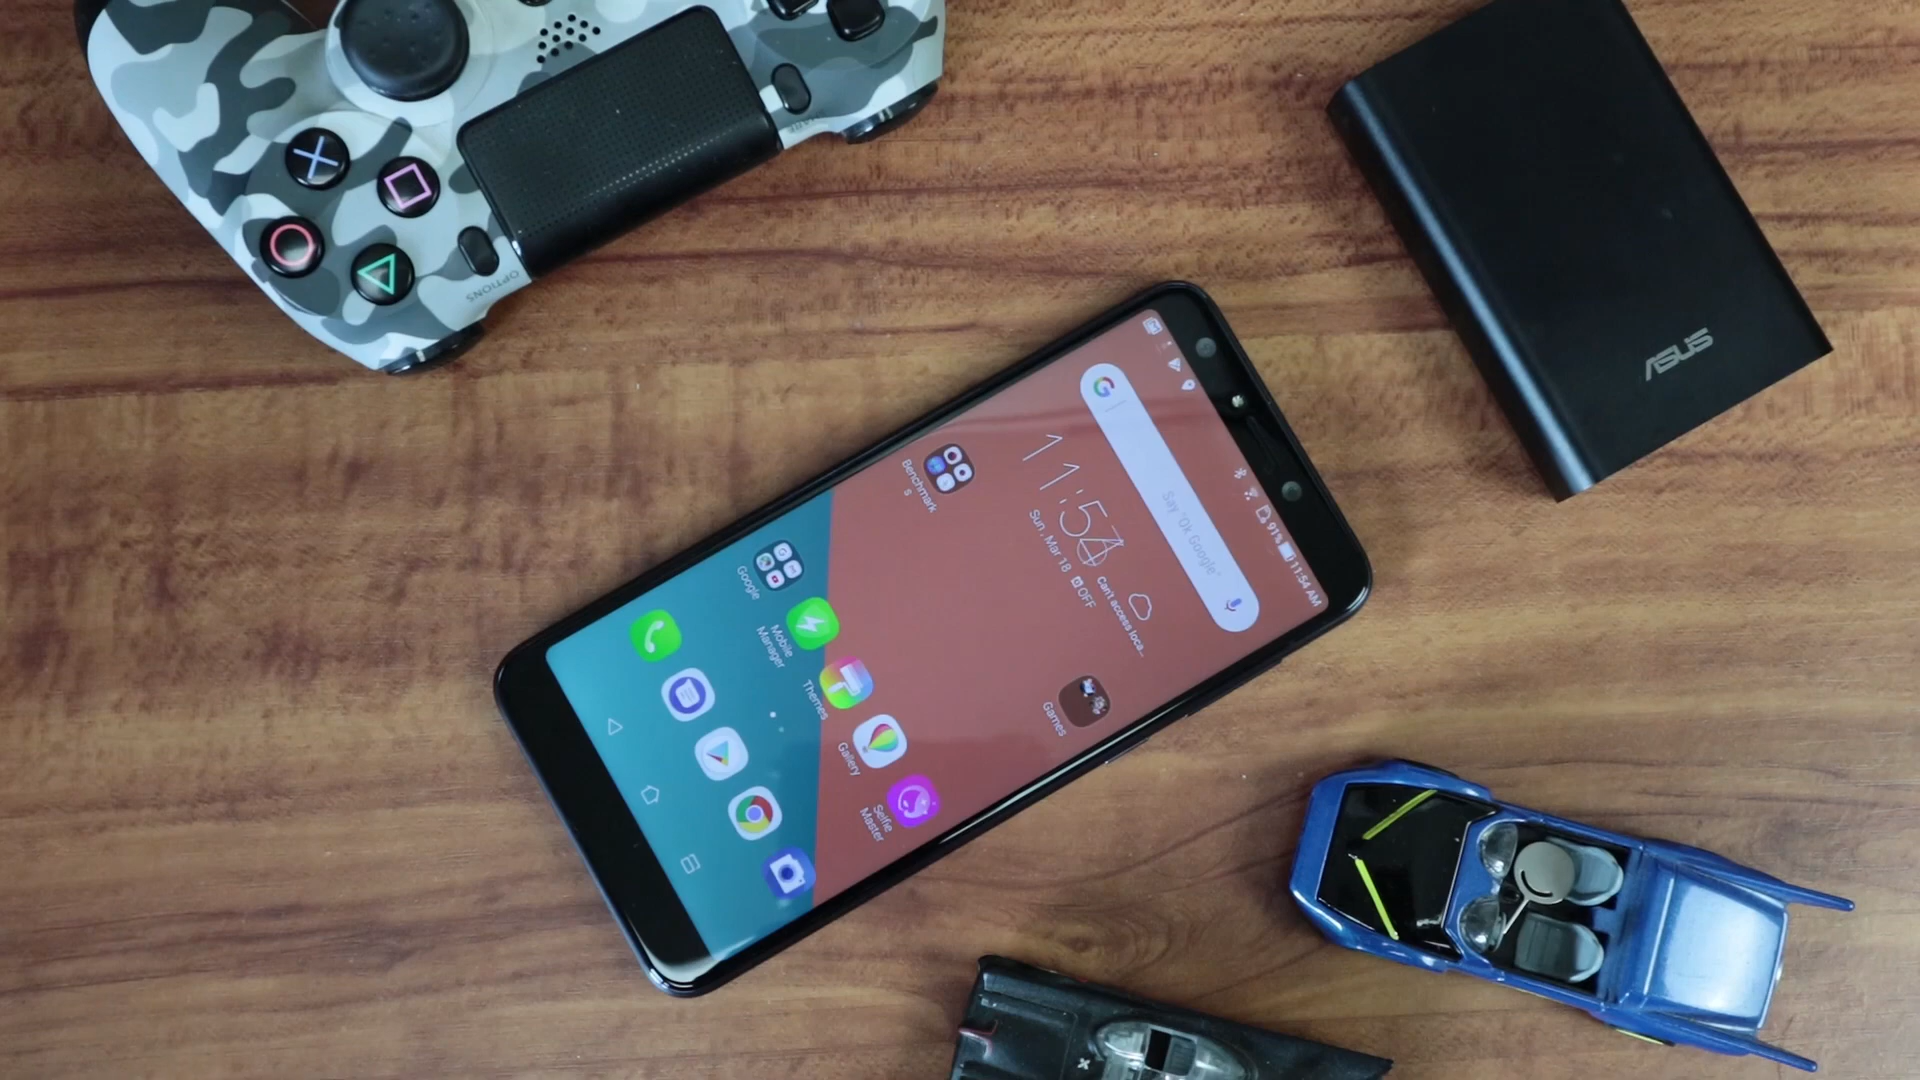 OPTIONS
ASUS
91%
11:54 AM
Say "Ok Google"
11:54
Sun, Mar 18
OFF
Can't access loca...
Benchmark
s
Games
Google
Mobile
Manager
Themes
Gallery
Selfie
Master